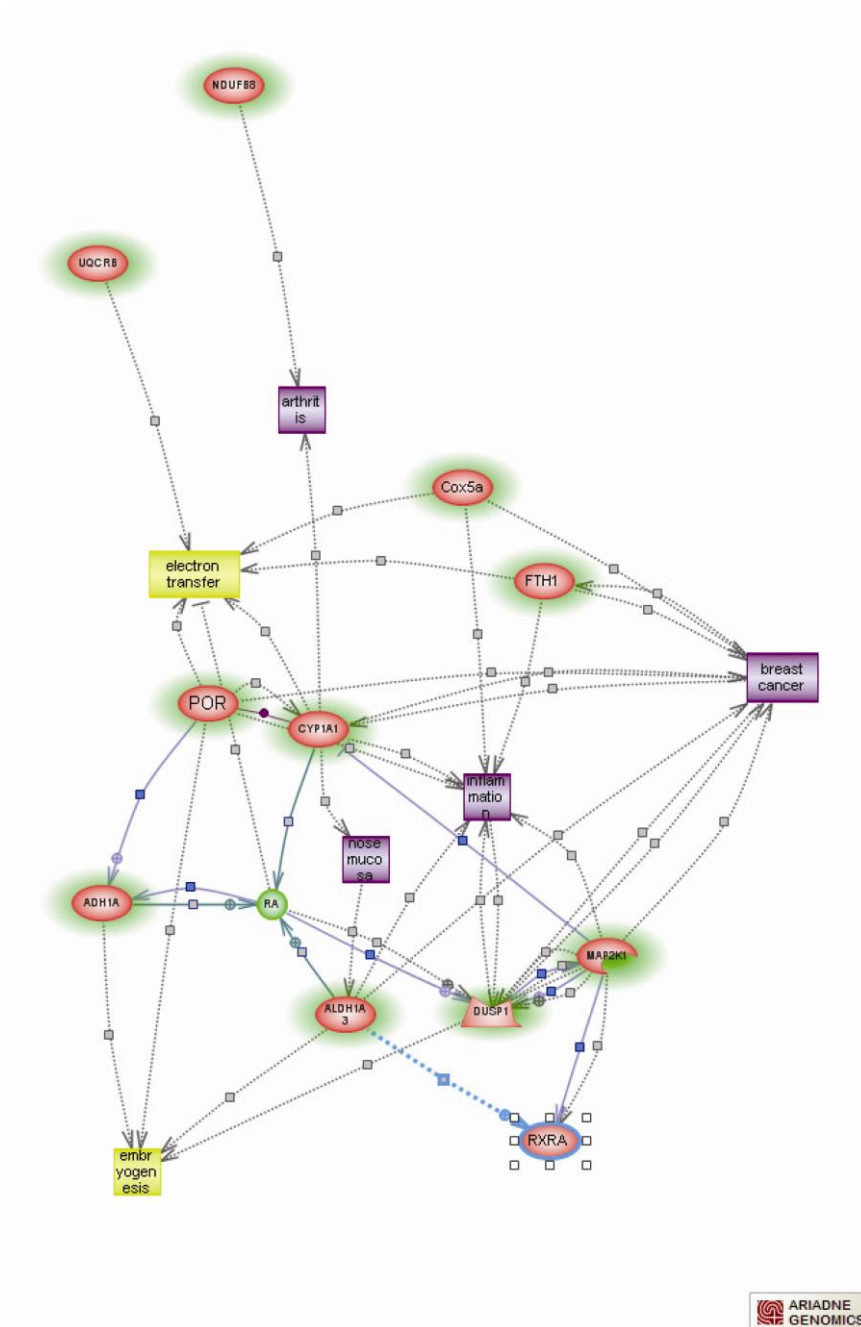 NDUFBB
UQCRB
arthrit
is
Cox5a
electron
transfer
FTH1
breast
cancer
POR
CYP1A1
inflam
matio
n
nose
muco
sa
ADH1A
RA
MAP2K1
ALDH1A
3
DUSP1
RXRA
embr
yogen
esis
ARIADNE
GENOMICS